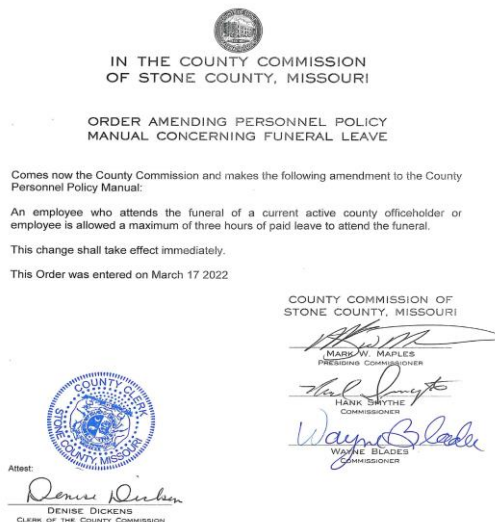 IN THE COUNTY COMMISSION
OF STONE COUNTY, MISSOURI
ORDER AMENDING PERSONNEL POLICY
MANUAL CONCERNING FUNERAL LEAVE
Comes now the County Commission and makes the following amendment to the County
Personnel Policy Manual:
An employee who attends the funeral of a current active county officeholder or
employee is allowed a maximum of three hours of paid leave to attend the funeral.
This change shall take effect immediately.
This Order was entered on March 17 2022
COUNTY COMMISSION OF
STONE COUNTY, MISSOURI
MARK W. MAPLES
PRESIDING COMMISSIONER
HANK SMYTHE
COMMISSIONER
Wayne Blades
WAYNE BLADES
COMMISSIONER
COUNTY CLERK
STONE COUNTY, MISSOURI
Attest:
Denise Dickens
DENISE DICKENS
CLERK OF THE COUNTY COMMISSION